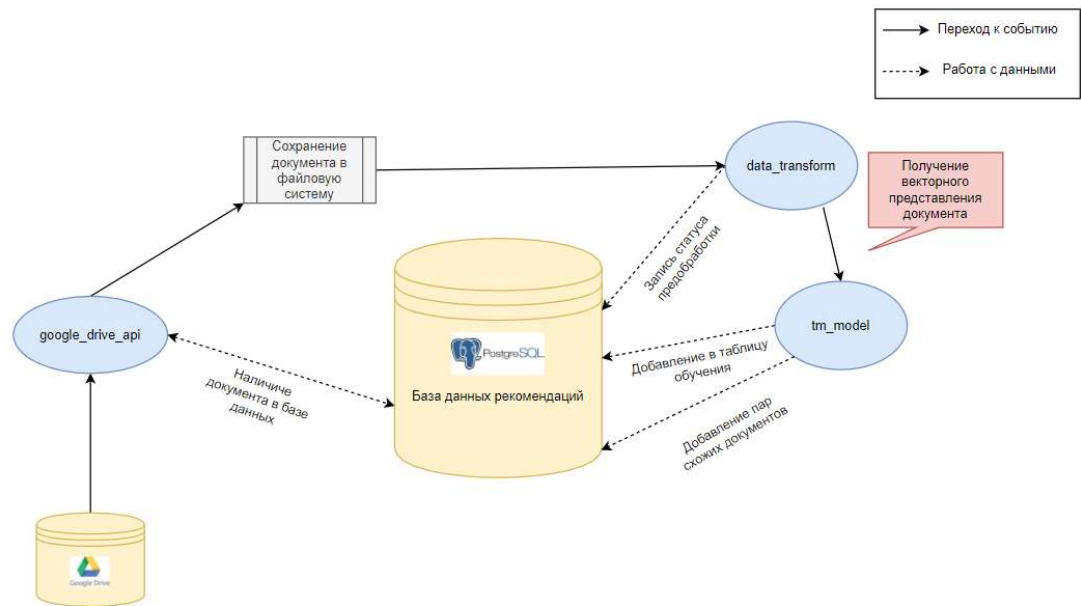 Переход к событию
Работа с данными
Сохранение
документа в
файловую
систему
data_transform
Получение
векторного
представления
документа
Запись статуса
предобработки
google_drive_api
tm_model
PostgreSQL
База данных рекомендаций
Добавление в таблицу
обучения
Наличиче
документа в базе
данных
Добавление пар
схожих документов
Google Drive